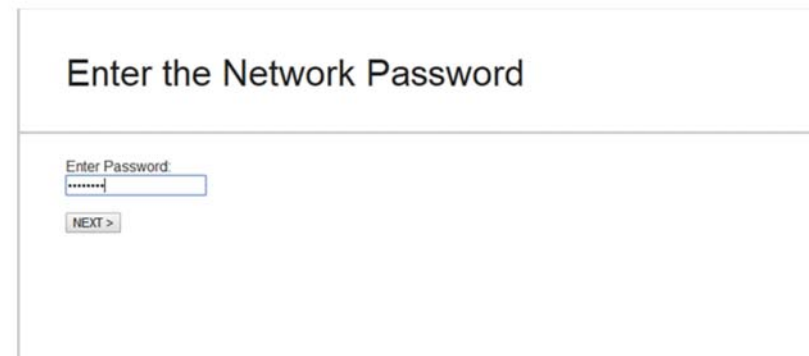 Enter the Network Password
Enter Password:
••••••••
NEXT >